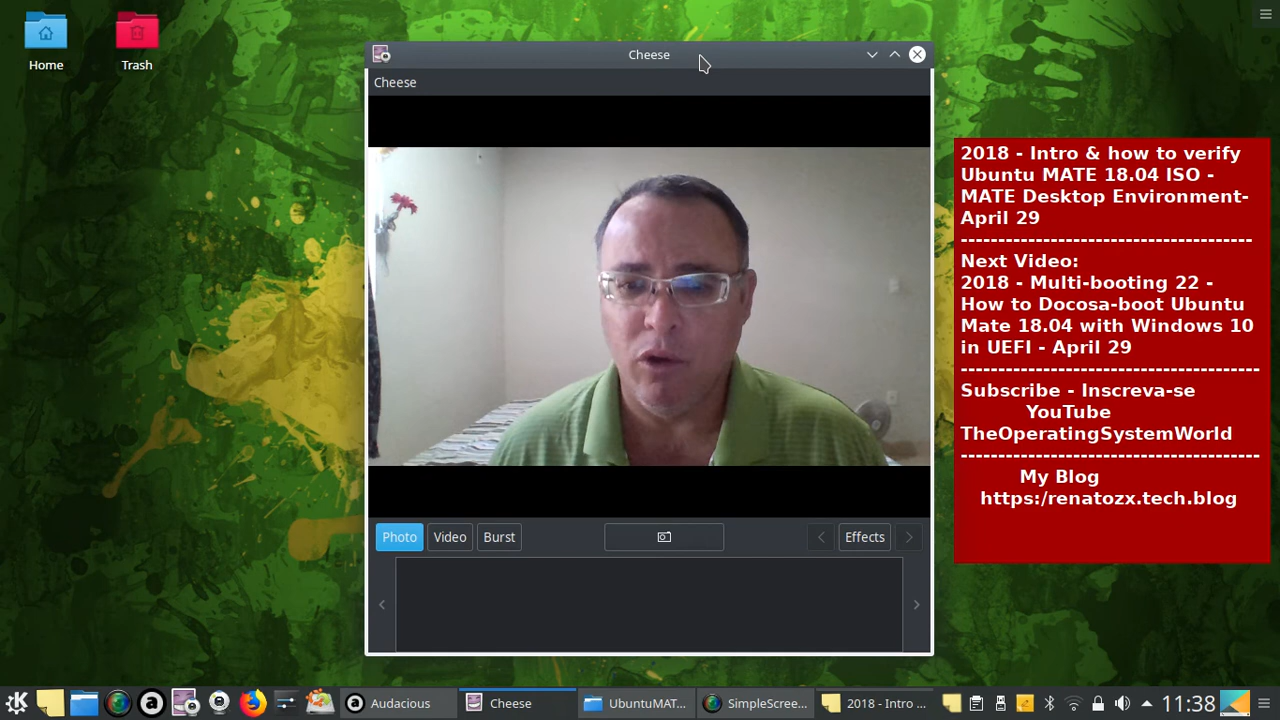 Home
Trash
Cheese
Cheese
Photo
Video
Burst
Effects
2018 - Intro & how to verify
Ubuntu MATE 18.04 ISO -
MATE Desktop Environment-
April 29
---------------------------------------
Next Video:
2018 - Multi-booting 22 -
How to Docosa-boot Ubuntu
Mate 18.04 with Windows 10
in UEFI - April 29
----------------------------------------
Subscribe - Inscreva-se
YouTube
TheOperatingSystemWorld
----------------------------------------
My Blog
https:/renatozx.tech.blog
Audacious
Cheese
UbuntuMAT...
SimpleScree...
2018 - Intro ...
11:38